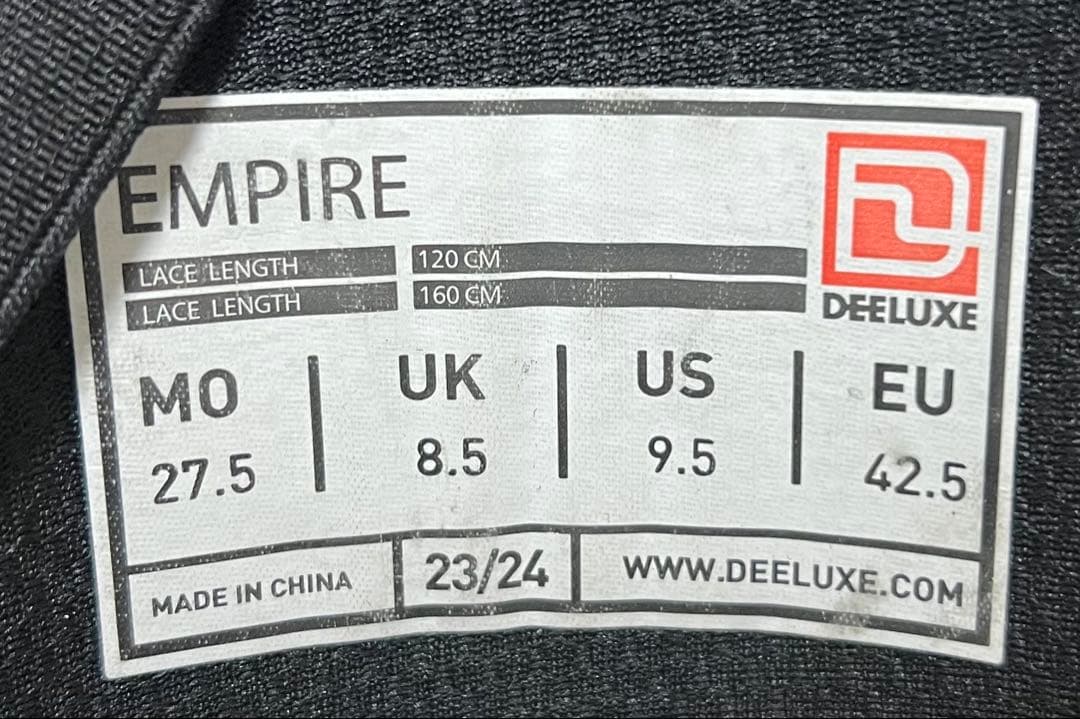 EMPIRE
LACE LENGTH 120 CM
LACE LENGTH 160 CM
DEELUXE
MO UK US EU
27.5 8.5 9.5 42.5
MADE IN CHINA 23/24 WWW.DEELUXE.COM